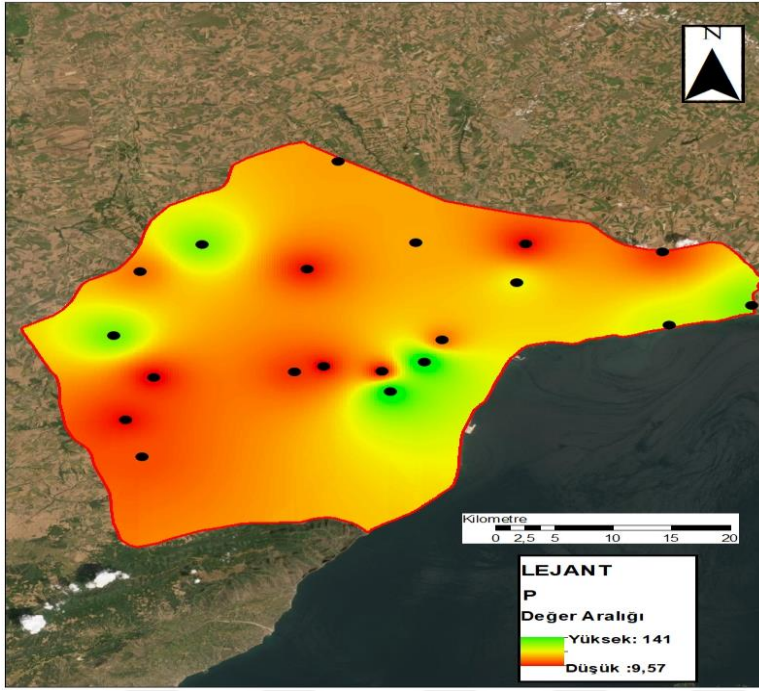 N
Kilometre
0 2,5 5 10 15 20
LEJANT
P
Değer Aralığı
Yüksek: 141
Düşük :9,57